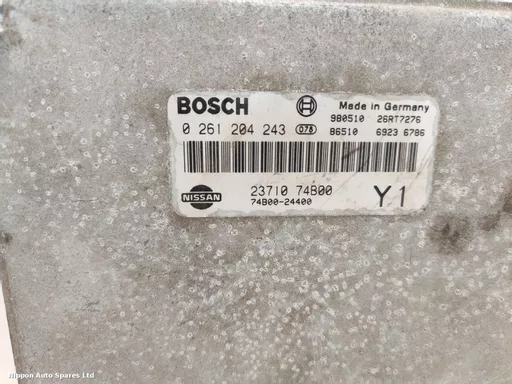 BOSCH
Made in Germany
0 261 204 243 078
980510 26RT7276
86510 6923 6786
NISSAN
23710 74B00
74B00-24400
Y1
Nippon Auto Spares Ltd